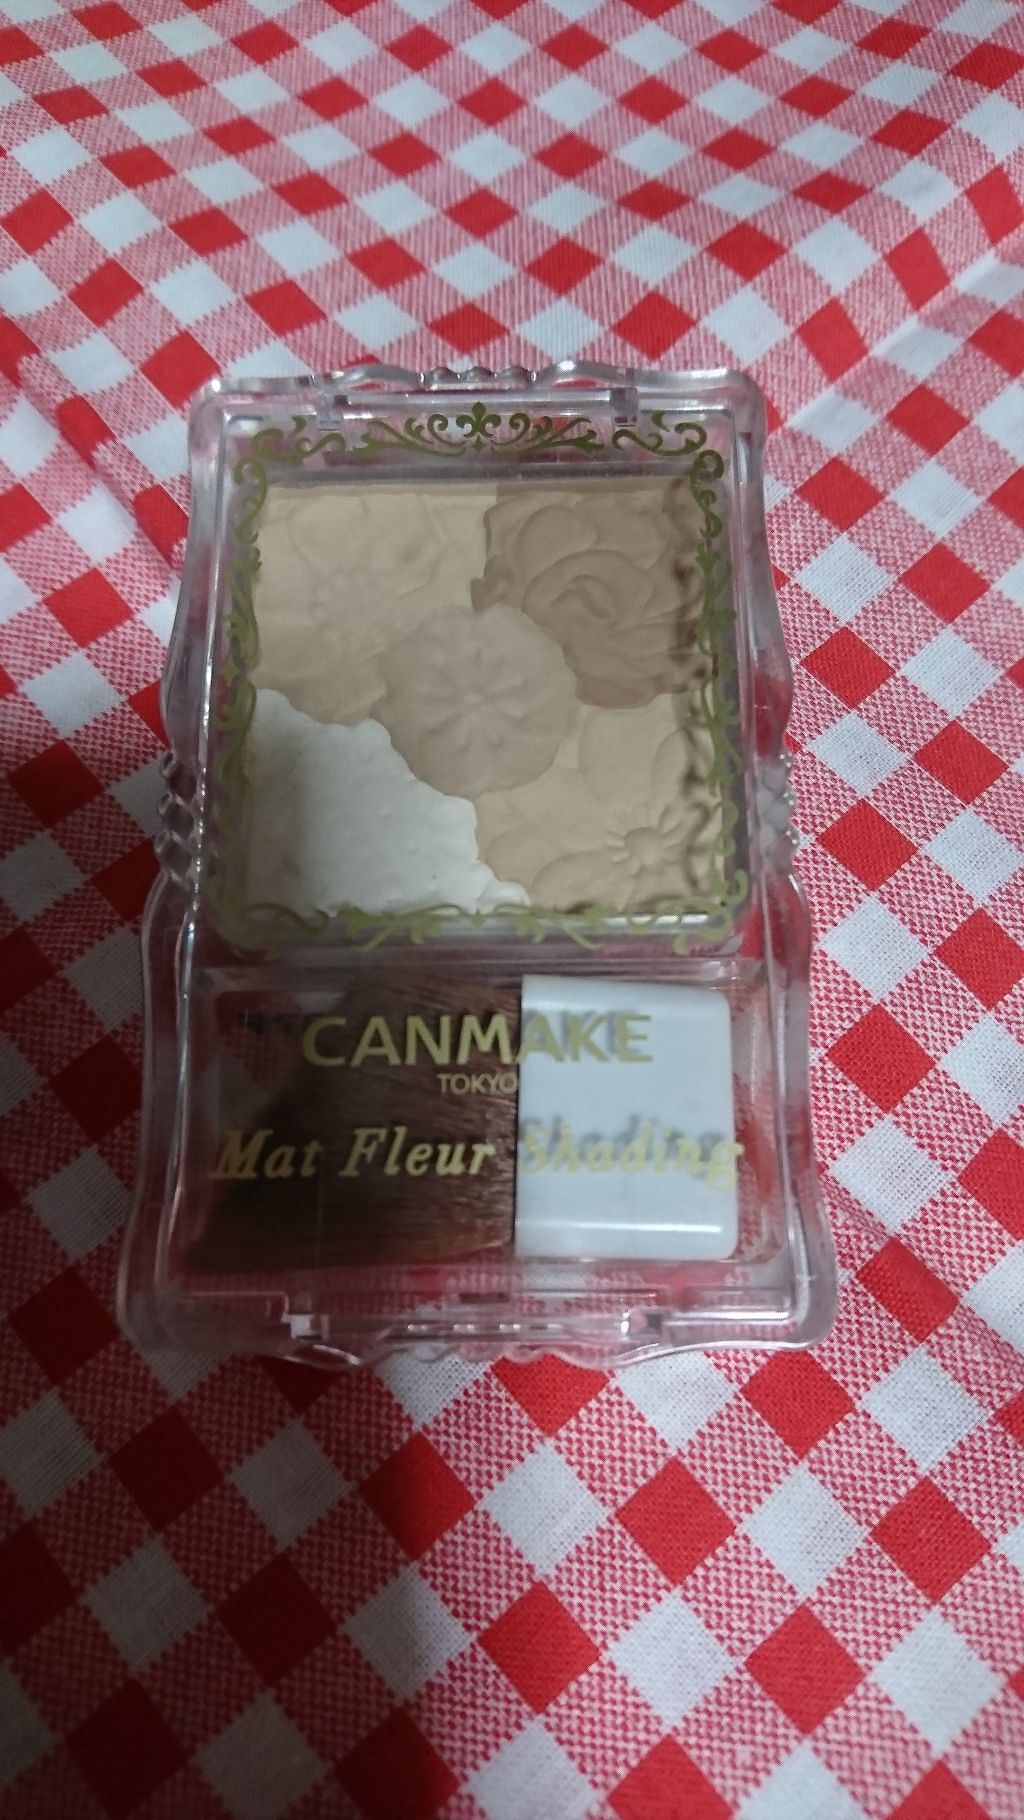 CANMAKE
TOKYO
Mat Fleur Shading